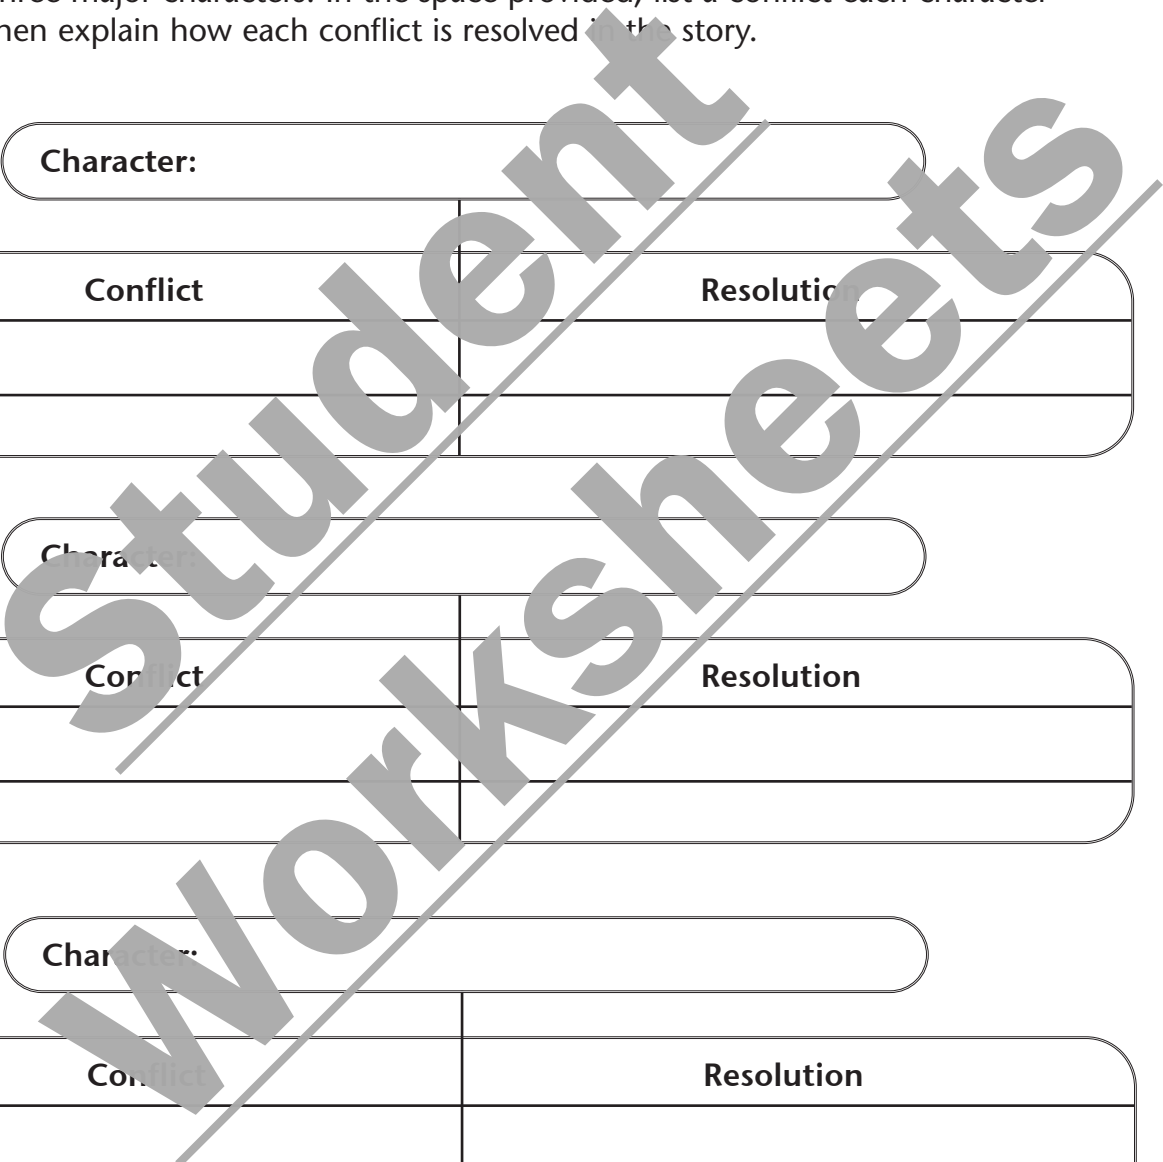 three major characters. In the space provided, list a conflict each character
hen explain how each conflict is resolved in the story.
Character:
Conflict Resolution
Character:
Conflict Resolution
Character:
Conflict Resolution
Student
Worksheets